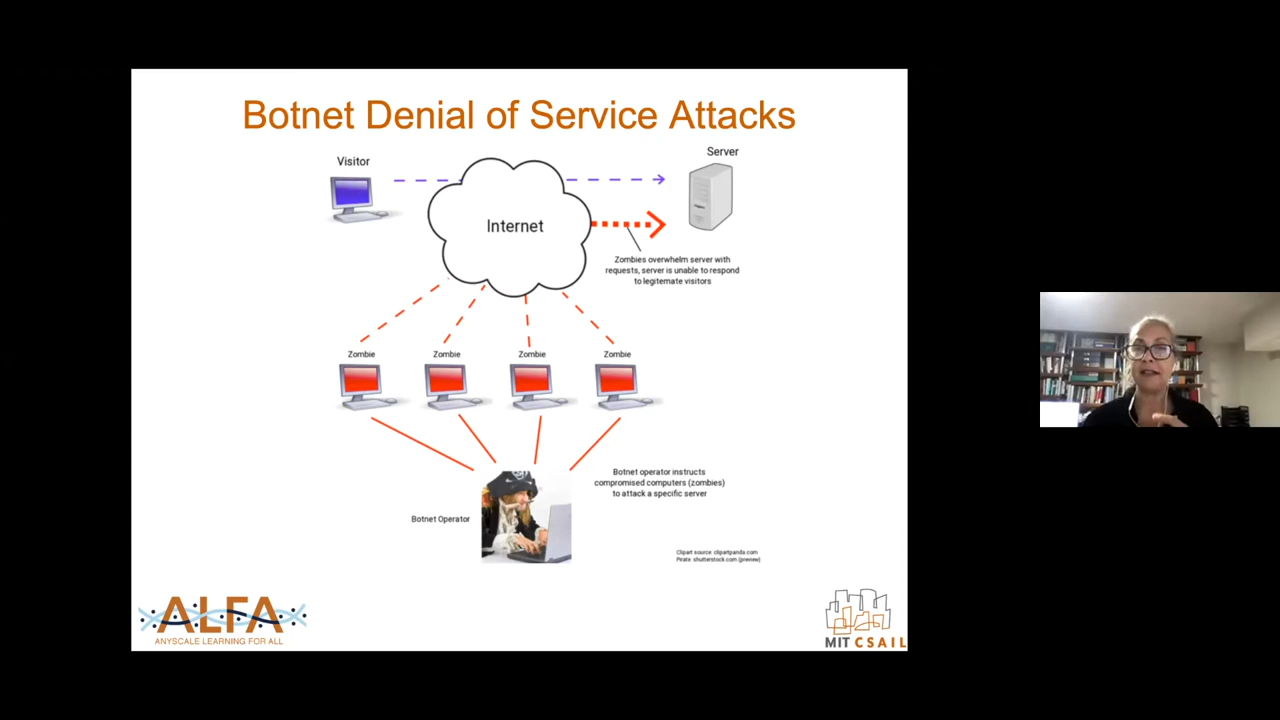 Botnet Denial of Service Attacks
Visitor
Server
Internet
Zombies overwhelm server with
requests, server is unable to respond
to legitemate visitors
Zombie
Zombie
Zombie
Zombie
Botnet operator instructs
compromised computers (zombies)
to attack a specific server
Botnet Operator
Clipart source: clipartpanda.com
Pirate: shutterstock.com (preview)
ALFA
ANYSCALE LEARNING FOR ALL
MIT CSAIL